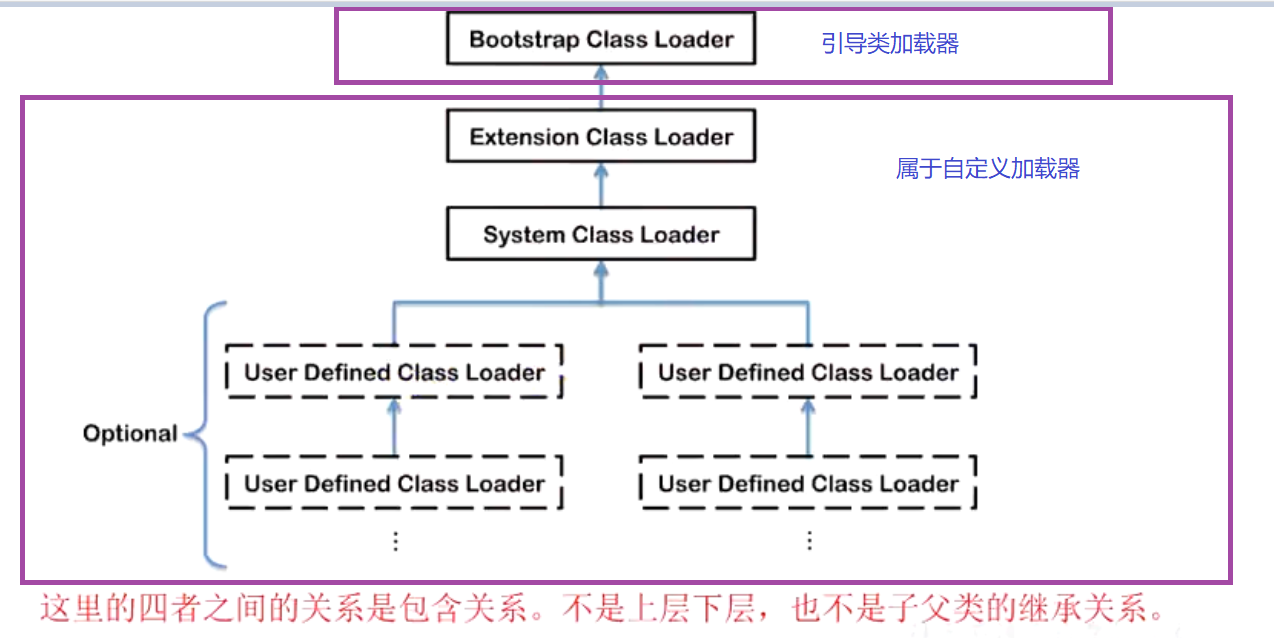 Bootstrap Class Loader
引导类加载器
Extension Class Loader
属于自定义加载器
System Class Loader
User Defined Class Loader
User Defined Class Loader
Optional
User Defined Class Loader
User Defined Class Loader
⋮
⋮
这里的四者之间的关系是包含关系。不是上层下层，也不是子父类的继承关系。